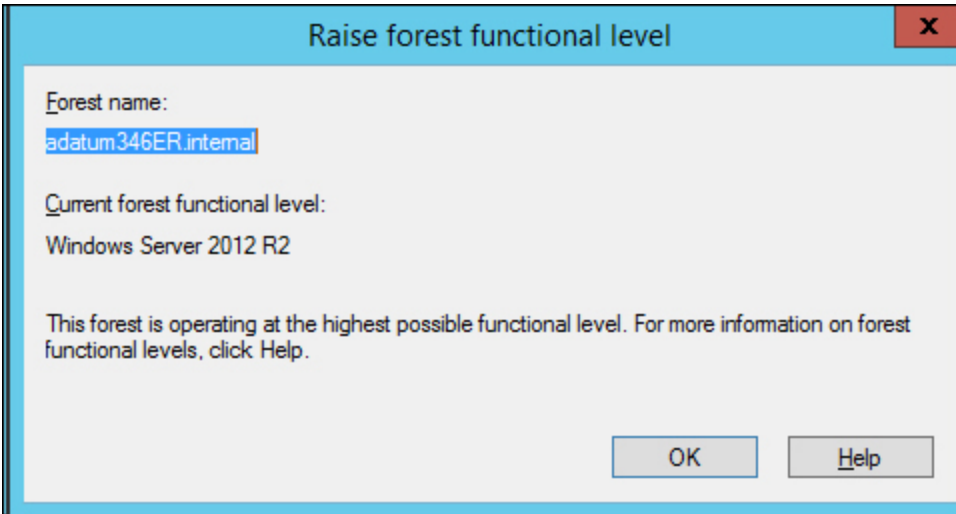 Raise forest functional level
x
Forest name:
adatum346ER.internal
Current forest functional level:
Windows Server 2012 R2
This forest is operating at the highest possible functional level. For more information on forest
functional levels, click Help.
OK Help